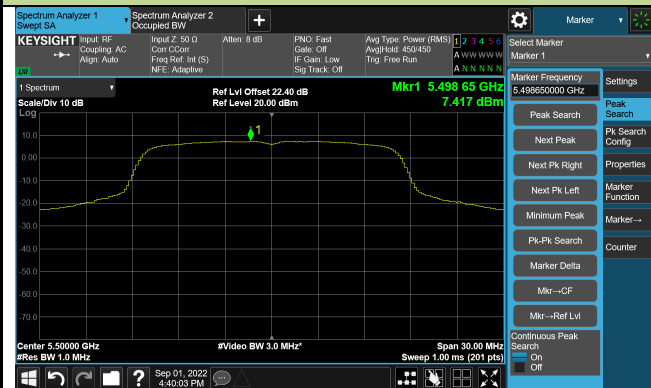 Spectrum Analyzer 1
Swept SA
Spectrum Analyzer 2
Occupied BW
+
Marker
KEYSIGHT
Input: RF
Coupling: AC
Align: Auto
Input Z: 50 Ω
Corr CCorr
Freq Ref: Int (S)
NFE: Adaptive
Atten: 8 dB
PNO: Fast
Gate: Off
IF Gain: Low
Sig Track: Off
Avg Type: Power (RMS)
Avg|Hold: 450/450
Trig: Free Run
1 2 3 4 5 6
A W W W W W
A N N N N N
LXI
Select Marker
Marker 1
Marker Frequency
5.498650000 GHz
Settings
Peak Search
Next Peak
Next Pk Right
Next Pk Left
Minimum Peak
Pk-Pk Search
Marker Delta
Mkr→CF
Mkr→Ref Lvl
Continuous Peak
Search
On
Off
Peak
Search
Pk Search
Config
Properties
Marker
Function
Marker→
Counter
1 Spectrum
Scale/Div 10 dB
Ref Lvl Offset 22.40 dB
Ref Level 20.00 dBm
Mkr1 5.498 65 GHz
7.417 dBm
Log
1
10.0
0.00
-10.0
-20.0
-30.0
-40.0
-50.0
-60.0
-70.0
Center 5.50000 GHz
#Res BW 1.0 MHz
#Video BW 3.0 MHz*
Span 30.00 MHz
Sweep 1.00 ms (201 pts)
?
Sep 01, 2022
4:40:03 PM